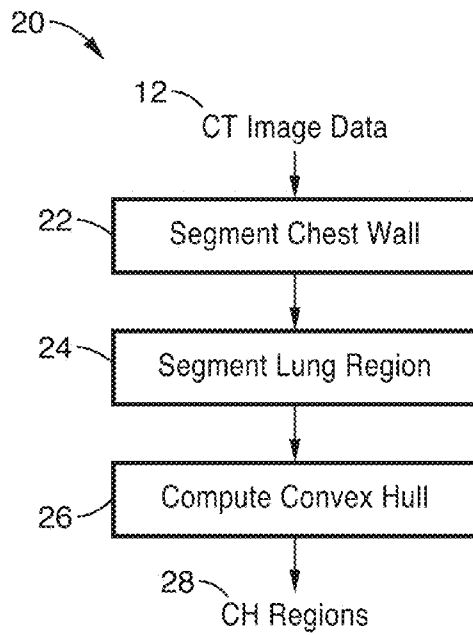 20
12
CT Image Data
22
Segment Chest Wall
24
Segment Lung Region
26
Compute Convex Hull
28
CH Regions